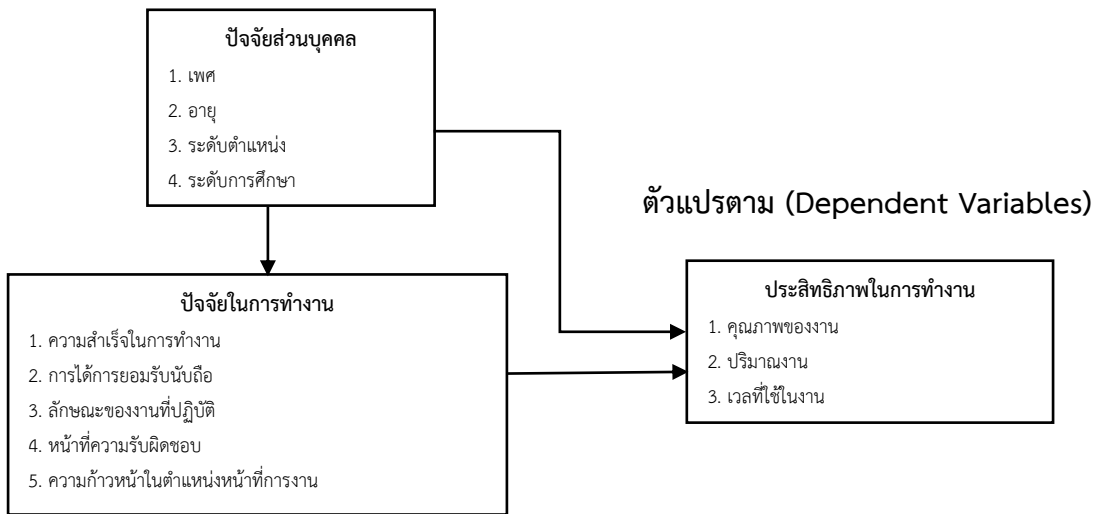 ปัจจัยส่วนบุคคล
1. เพศ
2. อายุ
3. ระดับตำแหน่ง
4. ระดับการศึกษา
ตัวแปรตาม (Dependent Variables)
ปัจจัยในการทำงาน
1. ความสำเร็จในการทำงาน
2. การได้การยอมรับนับถือ
3. ลักษณะของงานที่ปฏิบัติ
4. หน้าที่ความรับผิดชอบ
5. ความก้าวหน้าในตำแหน่งหน้าที่การงาน
ประสิทธิภาพในการทำงาน
1. คุณภาพของงาน
2. ปริมาณงาน
3. เวลที่ใช้ในงาน